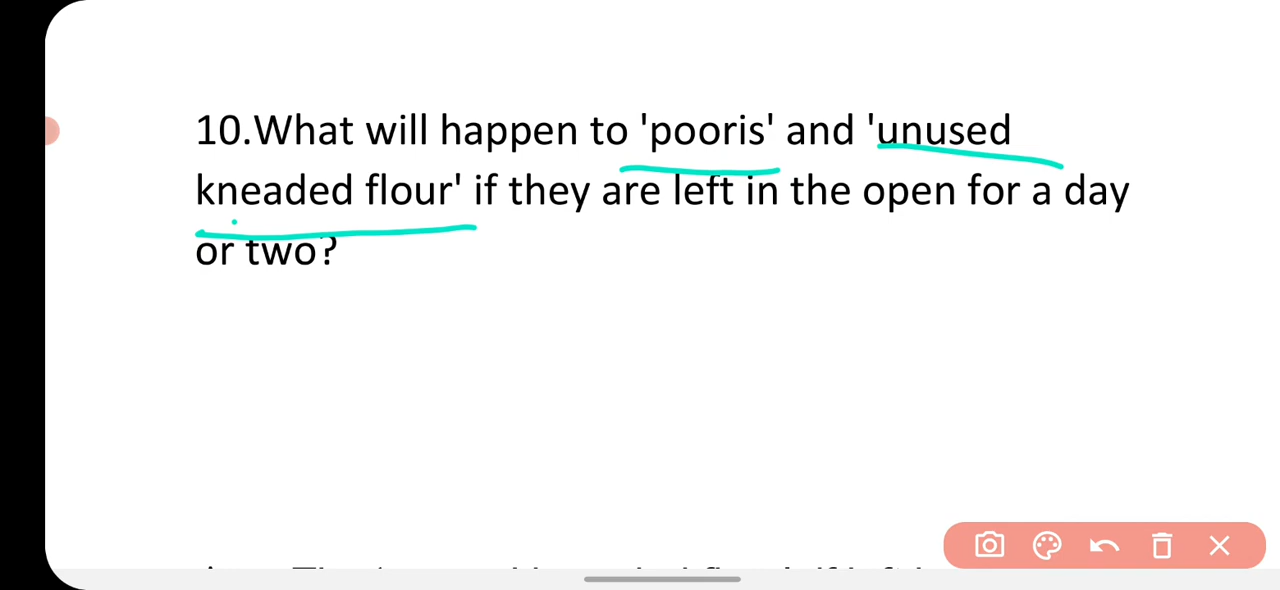 10.What will happen to 'pooris' and 'unused
kneaded flour' if they are left in the open for a day
or two?